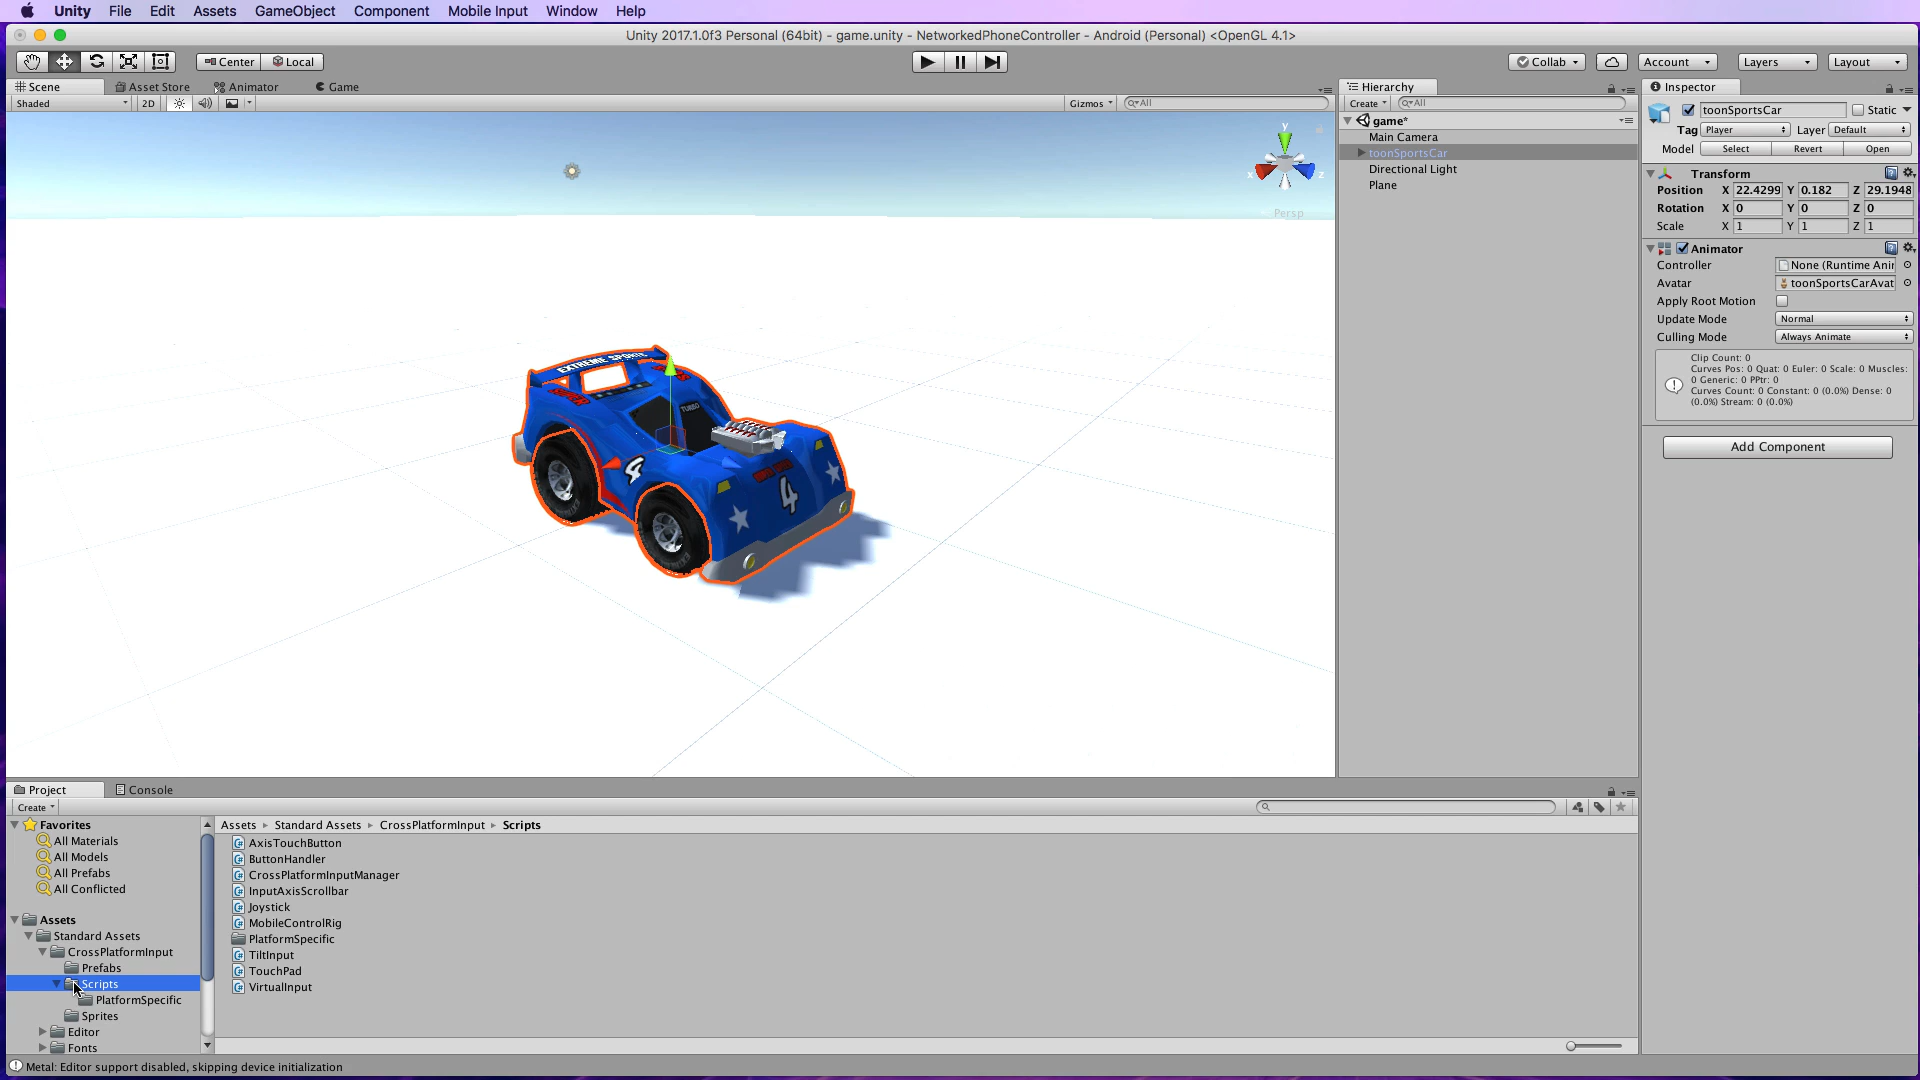 Unity File Edit Assets GameObject Component Mobile Input Window Help
Unity 2017.1.0f3 Personal (64bit) - game.unity - NetworkedPhoneController - Android (Personal) <OpenGL 4.1>
Center Local Collab Account Layers Layout
Scene Asset Store Animator Game
Shaded 2D Gizmos All
y x z
Persp
EXTREME SPORTS
TURBO
4
4
Hierarchy
Create All
game*
Main Camera
toonSportsCar
Directional Light
Plane
Inspector
toonSportsCar Static
Tag Player Layer Default
Model Select Revert Open
Transform
Position X 22.4299 Y 0.182 Z 29.1948
Rotation X 0 Y 0 Z 0
Scale X 1 Y 1 Z 1
Animator
Controller None (Runtime Anir
Avatar toonSportsCarAvat
Apply Root Motion
Update Mode Normal
Culling Mode Always Animate
Clip Count: 0
Curves Pos: 0 Quat: 0 Euler: 0 Scale: 0 Muscles:
0 Generic: 0 PPtr: 0
Curves Count: 0 Constant: 0 (0.0%) Dense: 0
(0.0%) Stream: 0 (0.0%)
Add Component
Project Console
Create
Favorites
All Materials
All Models
All Prefabs
All Conflicted
Assets
Standard Assets
CrossPlatformInput
Prefabs
Scripts
PlatformSpecific
Sprites
Editor
Fonts
Assets Standard Assets CrossPlatformInput Scripts
AxisTouchButton
ButtonHandler
CrossPlatformInputManager
InputAxisScrollbar
Joystick
MobileControlRig
PlatformSpecific
TiltInput
TouchPad
VirtualInput
Metal: Editor support disabled, skipping device initialization